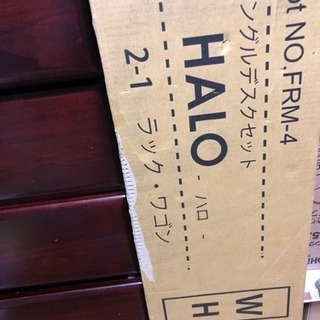 ot NO,FRM-4
ングルデスクセット
HALO
- ハロ -
2-1 ラック・ワゴン
W
H